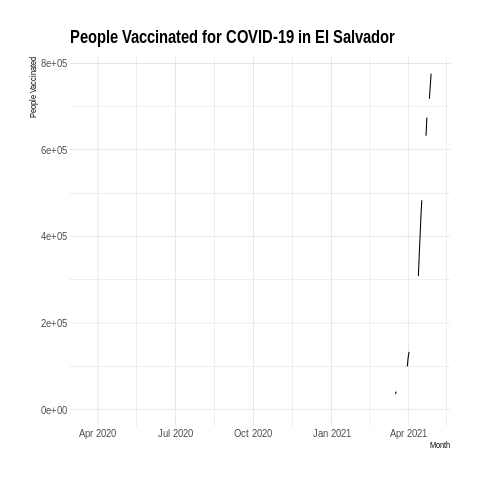 People Vaccinated for COVID-19 in El Salvador
People Vaccinated
8e+05
6e+05
4e+05
2e+05
0e+00
Apr 2020 Jul 2020 Oct 2020 Jan 2021 Apr 2021
Month